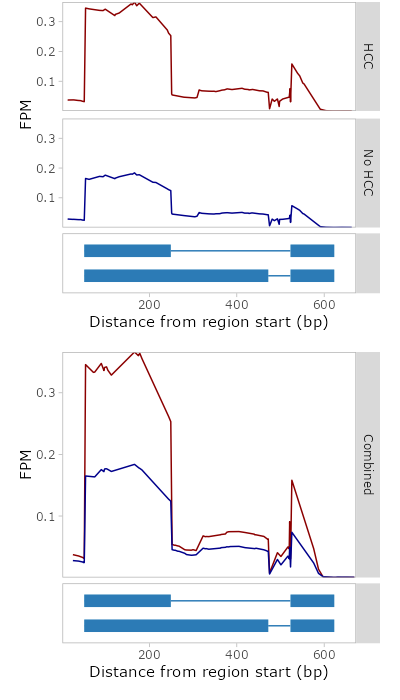 0.3
0.2
0.1
HCC
FPM
0.3
0.2
0.1
No HCC
200 400 600
Distance from region start (bp)
0.3
0.2
0.1
FPM
Combined
200 400 600
Distance from region start (bp)